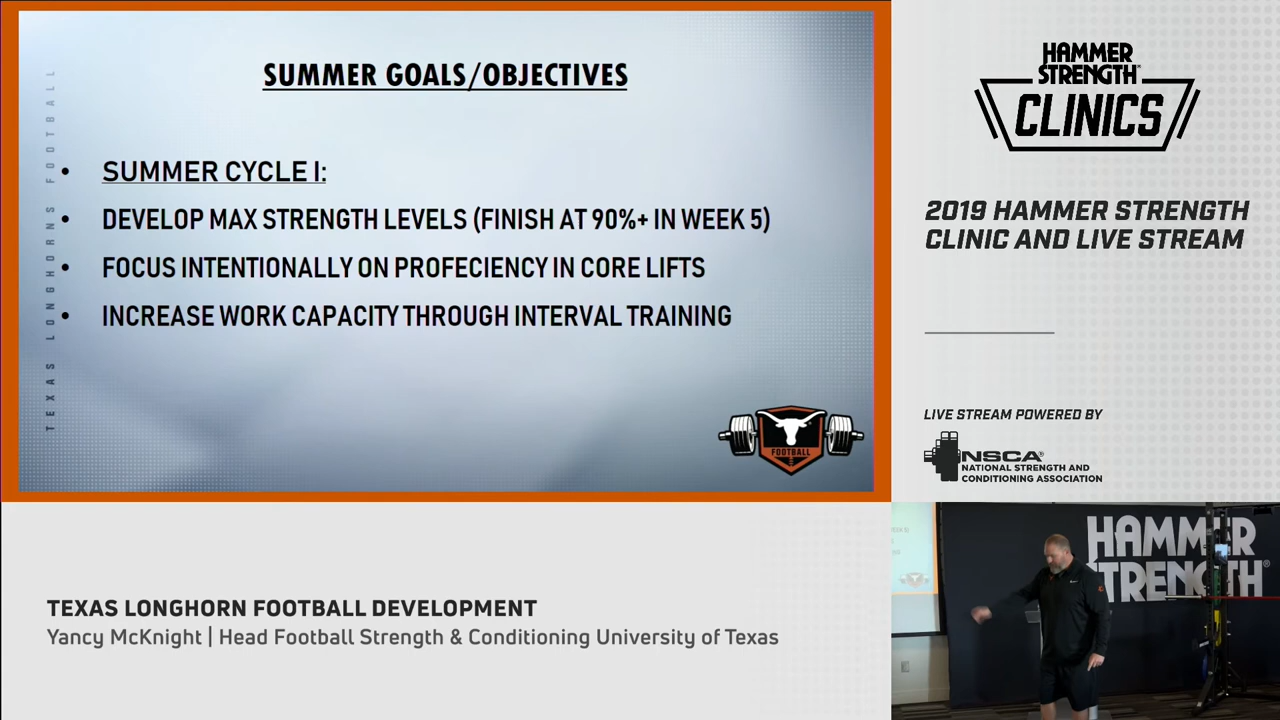 SUMMER GOALS/OBJECTIVES
• SUMMER CYCLE I:
• DEVELOP MAX STRENGTH LEVELS (FINISH AT 90%+ IN WEEK 5)
• FOCUS INTENTIONALLY ON PROFECIENCY IN CORE LIFTS
• INCREASE WORK CAPACITY THROUGH INTERVAL TRAINING
TEXAS LONGHORNS FOOTBALL
FOOTBALL
HAMMER
STRENGTH®
CLINICS
2019 HAMMER STRENGTH
CLINIC AND LIVE STREAM
LIVE STREAM POWERED BY
NSCA®
NATIONAL STRENGTH AND
CONDITIONING ASSOCIATION
TEXAS LONGHORN FOOTBALL DEVELOPMENT
Yancy McKnight | Head Football Strength & Conditioning University of Texas
HAMMER
STRENGTH®